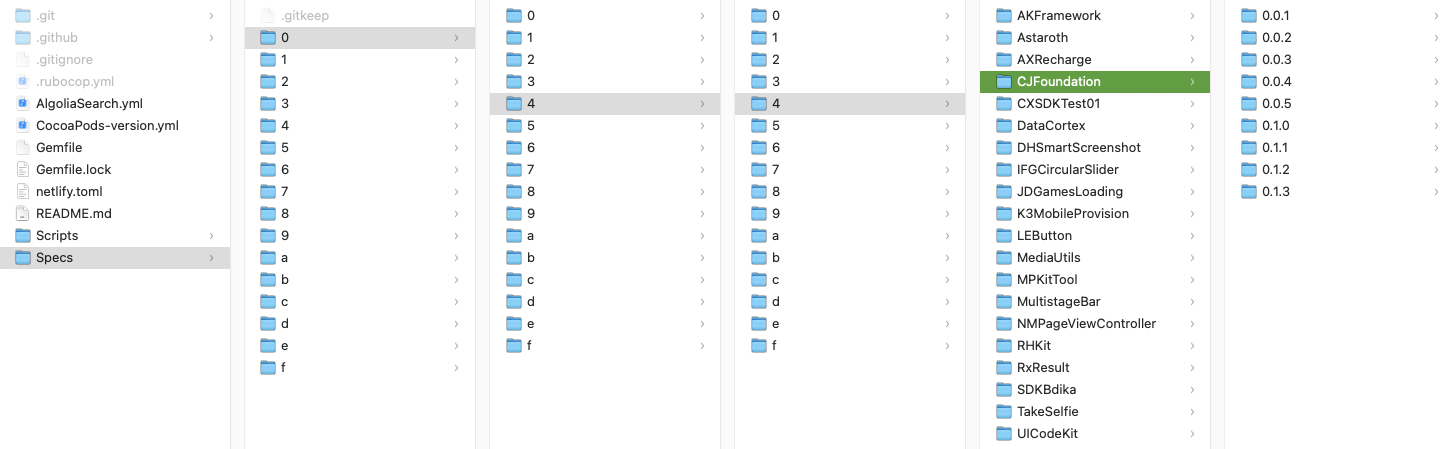 .git
.github
.gitignore
.rubocop.yml
AlgoliaSearch.yml
CocoaPods-version.yml
Gemfile
Gemfile.lock
netlify.toml
README.md
Scripts
Specs
.gitkeep
0
1
2
3
4
5
6
7
8
9
a
b
c
d
e
f
0
1
2
3
4
5
6
7
8
9
a
b
c
d
e
f
0
1
2
3
4
5
6
7
8
9
a
b
c
d
e
f
AKFramework
Astaroth
AXRecharge
CJFoundation
CXSDKTest01
DataCortex
DHSmartScreenshot
IFGCircularSlider
JDGamesLoading
K3MobileProvision
LEButton
MediaUtils
MPKitTool
MultistageBar
NMPageViewController
RHKit
RxResult
SDKBdika
TakeSelfie
UICodeKit
0.0.1
0.0.2
0.0.3
0.0.4
0.0.5
0.1.0
0.1.1
0.1.2
0.1.3